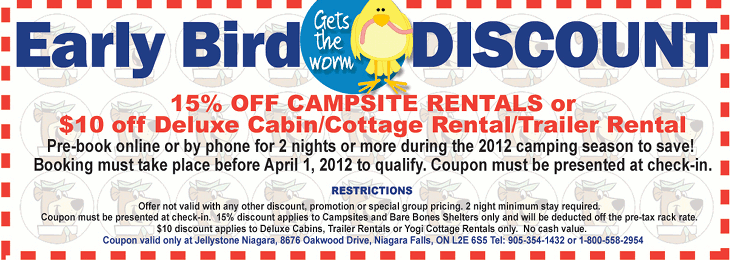 Early Bird Gets the worm DISCOUNT
15% OFF CAMPSITE RENTALS or
$10 off Deluxe Cabin/Cottage Rental/Trailer Rental
Pre-book online or by phone for 2 nights or more during the 2012 camping season to save!
Booking must take place before April 1, 2012 to qualify. Coupon must be presented at check-in.
RESTRICTIONS
Offer not valid with any other discount, promotion or special group pricing. 2 night minimum stay required.
Coupon must be presented at check-in. 15% discount applies to Campsites and Bare Bones Shelters only and will be deducted off the pre-tax rack rate.
$10 discount applies to Deluxe Cabins, Trailer Rentals or Yogi Cottage Rentals only. No cash value.
Coupon valid only at Jellystone Niagara, 8676 Oakwood Drive, Niagara Falls, ON L2E 6S5 Tel: 905-354-1432 or 1-800-558-2954